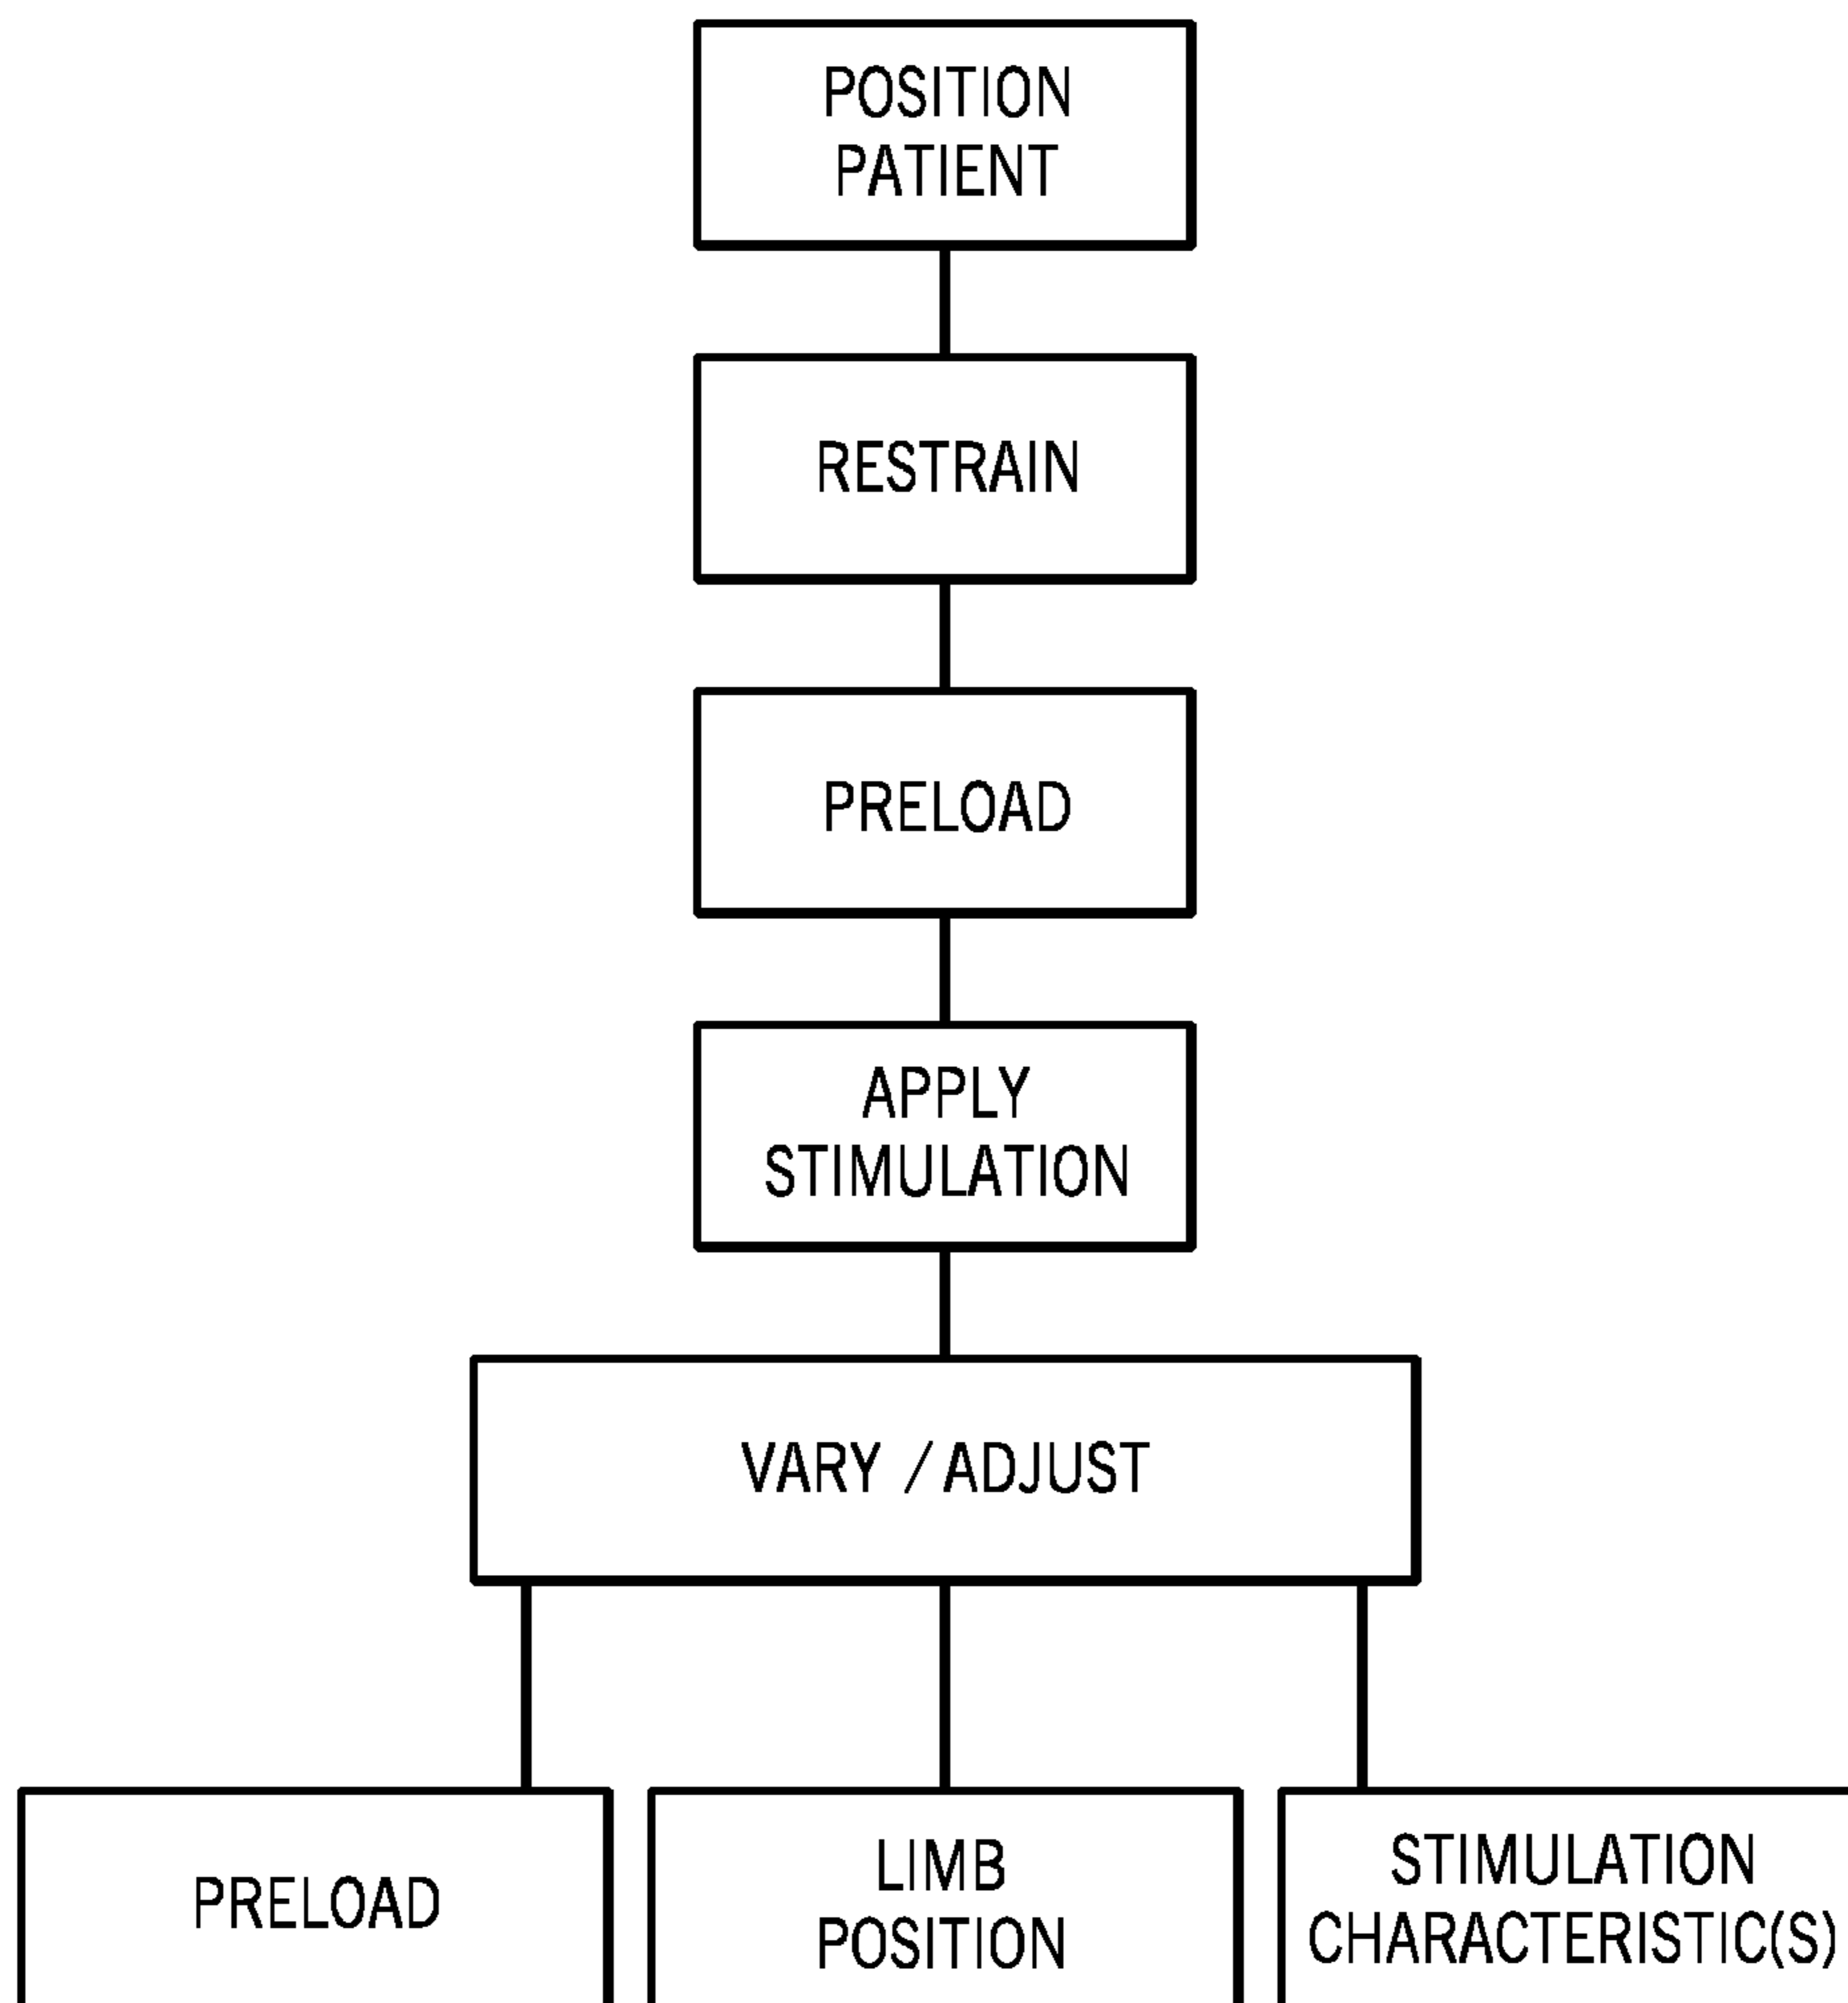 POSITION
PATIENT
RESTRAIN
PRELOAD
APPLY
STIMULATION
VARY / ADJUST
PRELOAD
LIMB
POSITION
STIMULATION
CHARACTERISTIC(S)